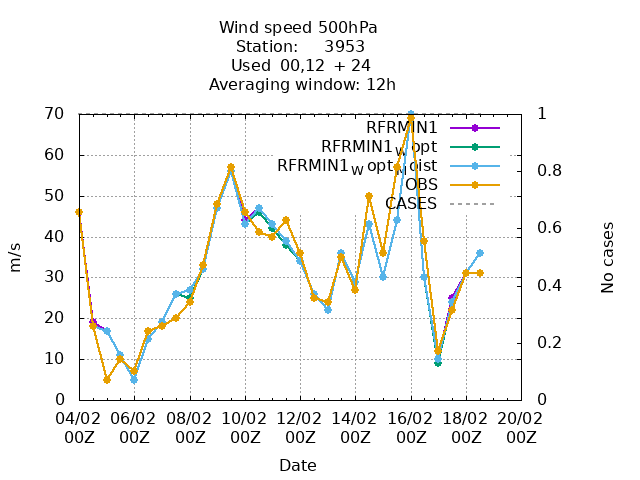 Wind speed 500hPa
Station: 3953
Used 00,12 + 24
Averaging window: 12h
70 1
RFRMIN1
RFRMIN1W opt
60
RFRMIN1W optMoist
0.8
OBS
50
CASES
0.6
40
m/s
No cases
30
0.4
20
0.2
10
0 0
04/02 06/02 08/02 10/02 12/02 14/02 16/02 18/02 20/02
00Z 00Z 00Z 00Z 00Z 00Z 00Z 00Z 00Z
Date